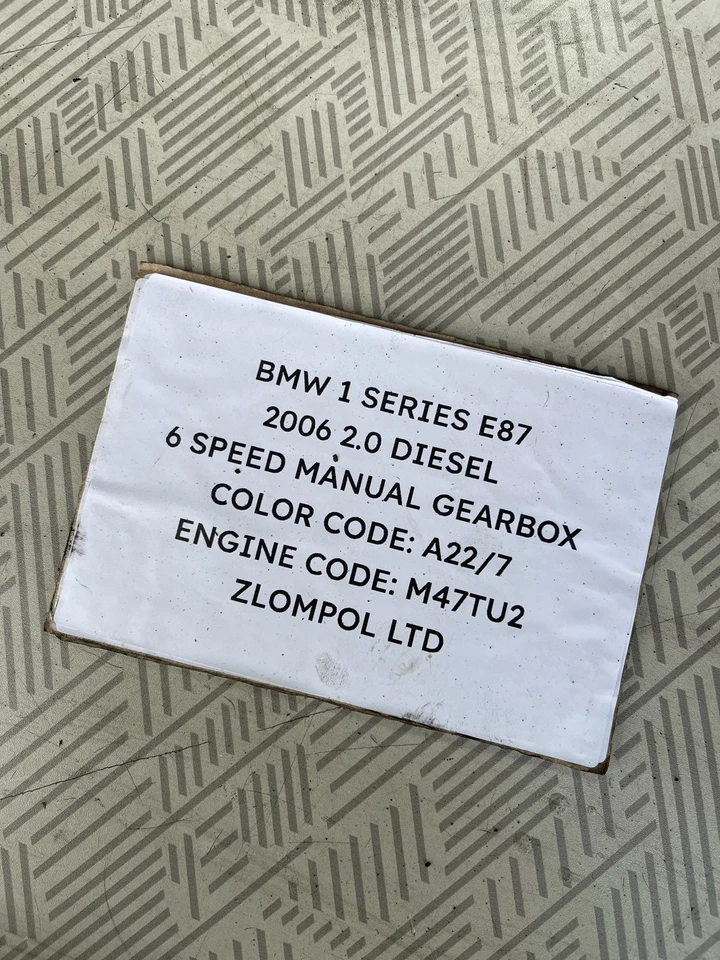 BMW 1 SERIES E87
2006 2.0 DIESEL
6 SPEED MANUAL GEARBOX
COLOR CODE: A22/7
ENGINE CODE: M47TU2
ZLOMPOL LTD